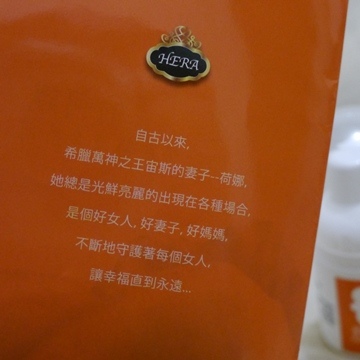 HERA
自古以來,
希臘萬神之王宙斯的妻子--荷娜,
她總是光鮮亮麗的出現在各種場合,
是個好女人, 好妻子, 好媽媽,
不斷地守護著每個女人,
讓幸福直到永遠...